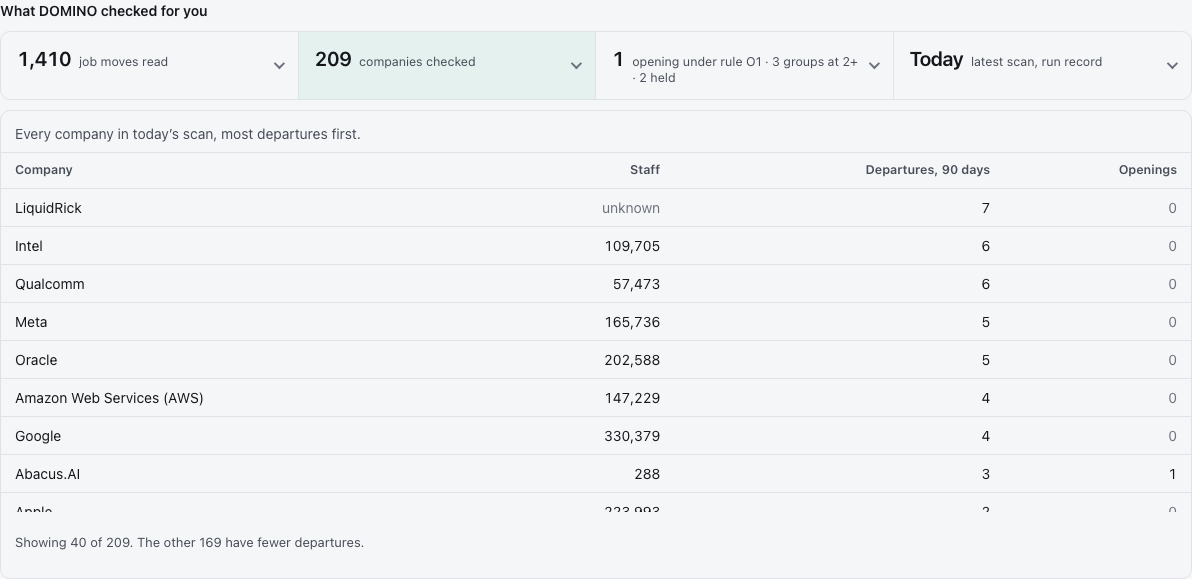 What DOMINO checked for you
1,410 job moves read
209 companies checked
1 opening under rule O1 · 3 groups at 2+
· 2 held
Today latest scan, run record
Every company in today’s scan, most departures first.
Company Staff Departures, 90 days Openings
LiquidRick unknown 7 0
Intel 109,705 6 0
Qualcomm 57,473 6 0
Meta 165,736 5 0
Oracle 202,588 5 0
Amazon Web Services (AWS) 147,229 4 0
Google 330,379 4 0
Abacus.AI 288 3 1
Apple 223,993 2 0
Showing 40 of 209. The other 169 have fewer departures.